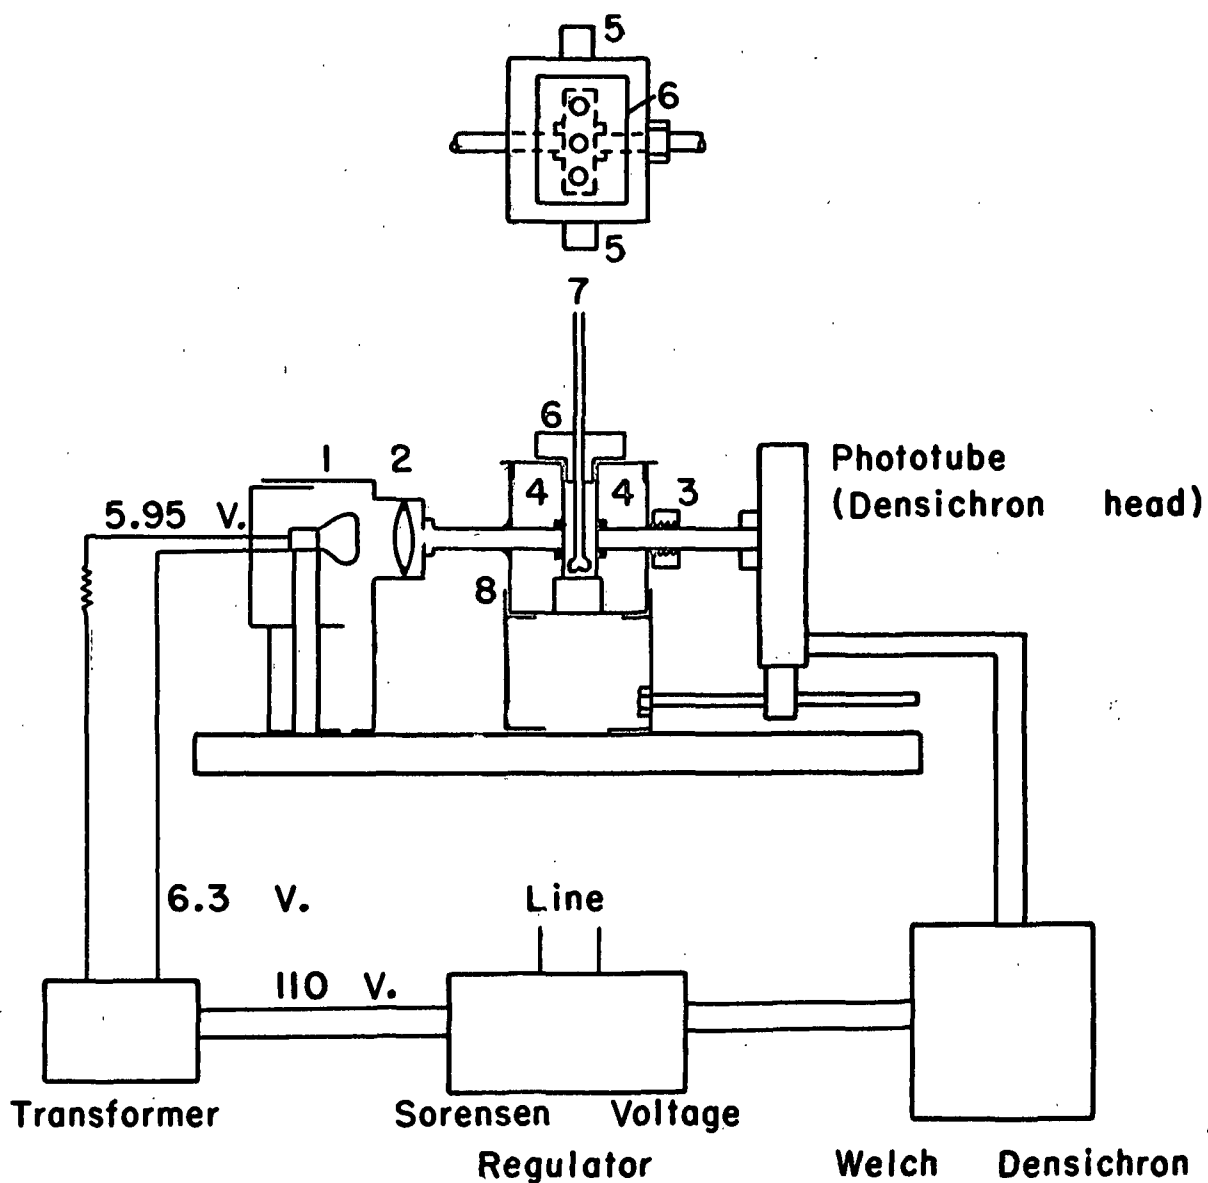 5
6
5
7
6
1 2
4 4 3
Phototube
(Densichron head)
5.95 V.
8
6.3 V.
Line
110 V.
Transformer
Sorensen Voltage
Regulator
Welch Densichron